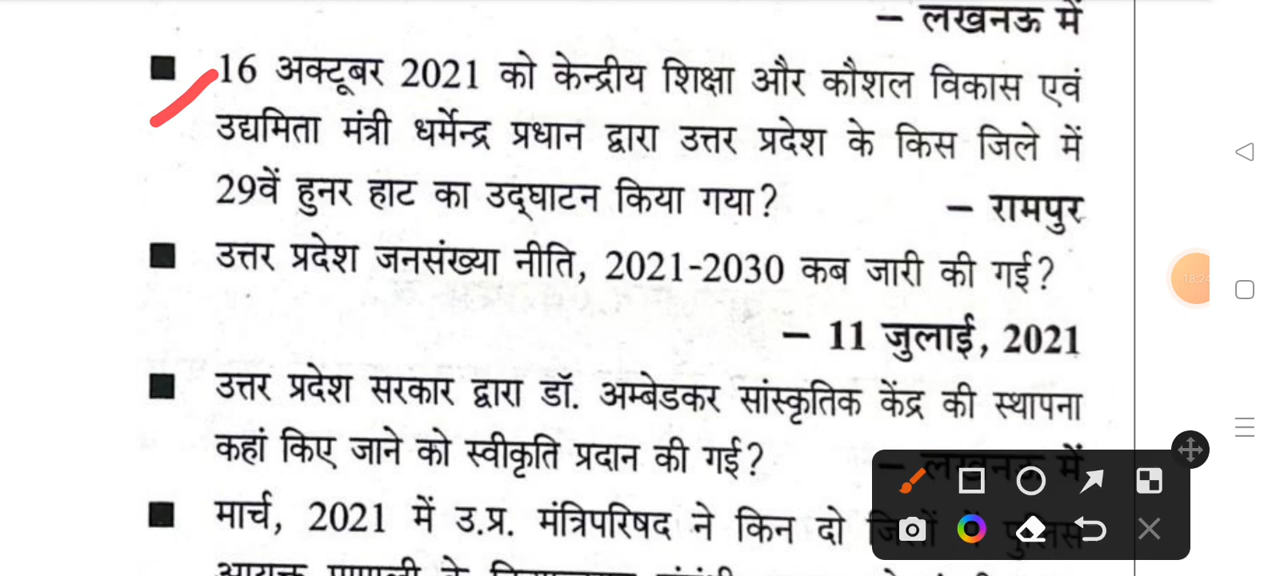 – लखनऊ में
■ 16 अक्टूबर 2021 को केन्द्रीय शिक्षा और कौशल विकास एवं
उद्यमिता मंत्री धर्मेन्द्र प्रधान द्वारा उत्तर प्रदेश के किस जिले में
29वें हुनर हाट का उद्घाटन किया गया? – रामपुर
■ उत्तर प्रदेश जनसंख्या नीति, 2021-2030 कब जारी की गई?
– 11 जुलाई, 2021
■ उत्तर प्रदेश सरकार द्वारा डॉ. अम्बेडकर सांस्कृतिक केंद्र की स्थापना
कहां किए जाने को स्वीकृति प्रदान की गई? – लखनऊ में
■ मार्च, 2021 में उ.प्र. मंत्रिपरिषद ने किन दो जिलों में पुलिस